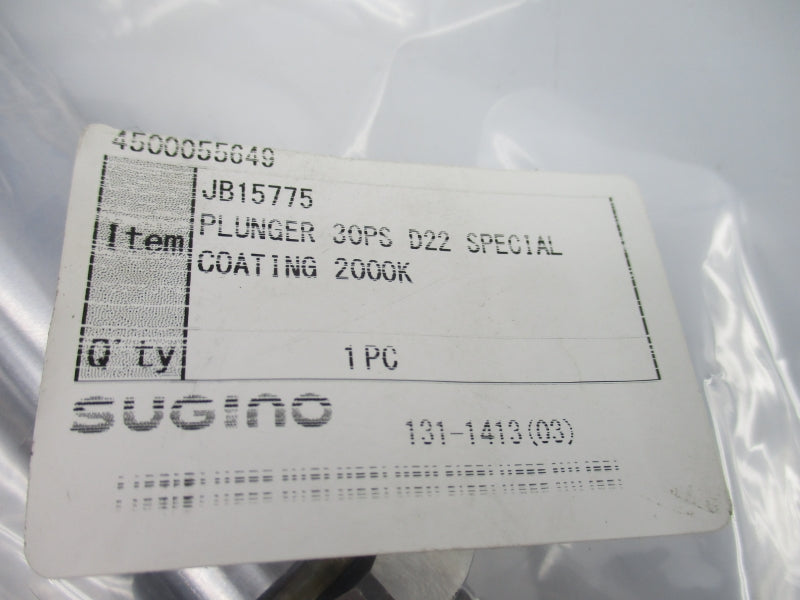 4500055649
JB15775
Item PLUNGER 30PS D22 SPECIAL
COATING 2000K
Q'ty 1PC
SUGINO
131-1413(03)